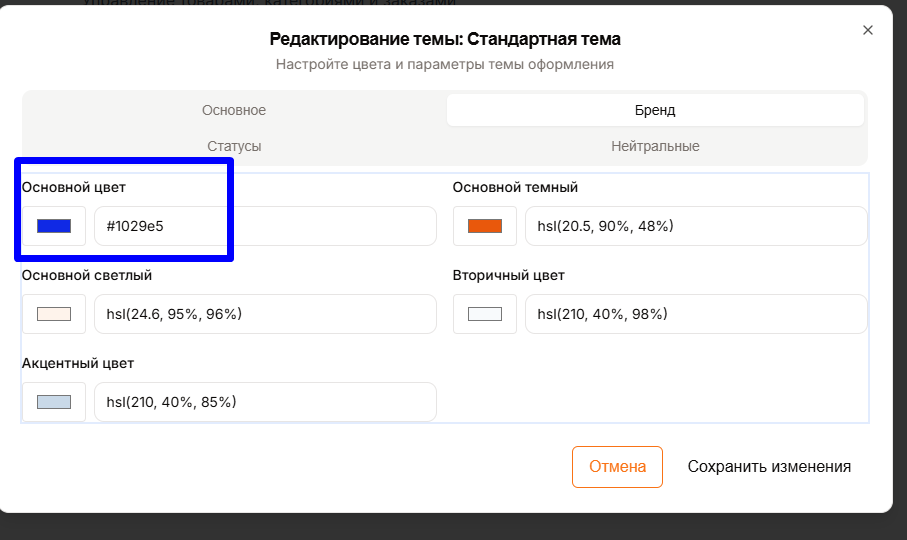 Управление товарами, категориями и заказами
Редактирование темы: Стандартная тема
Настройте цвета и параметры темы оформления
Основное
Бренд
Статусы
Нейтральные
Основной цвет
#1029e5
Основной темный
hsl(20.5, 90%, 48%)
Основной светлый
hsl(24.6, 95%, 96%)
Вторичный цвет
hsl(210, 40%, 98%)
Акцентный цвет
hsl(210, 40%, 85%)
Отмена
Сохранить изменения